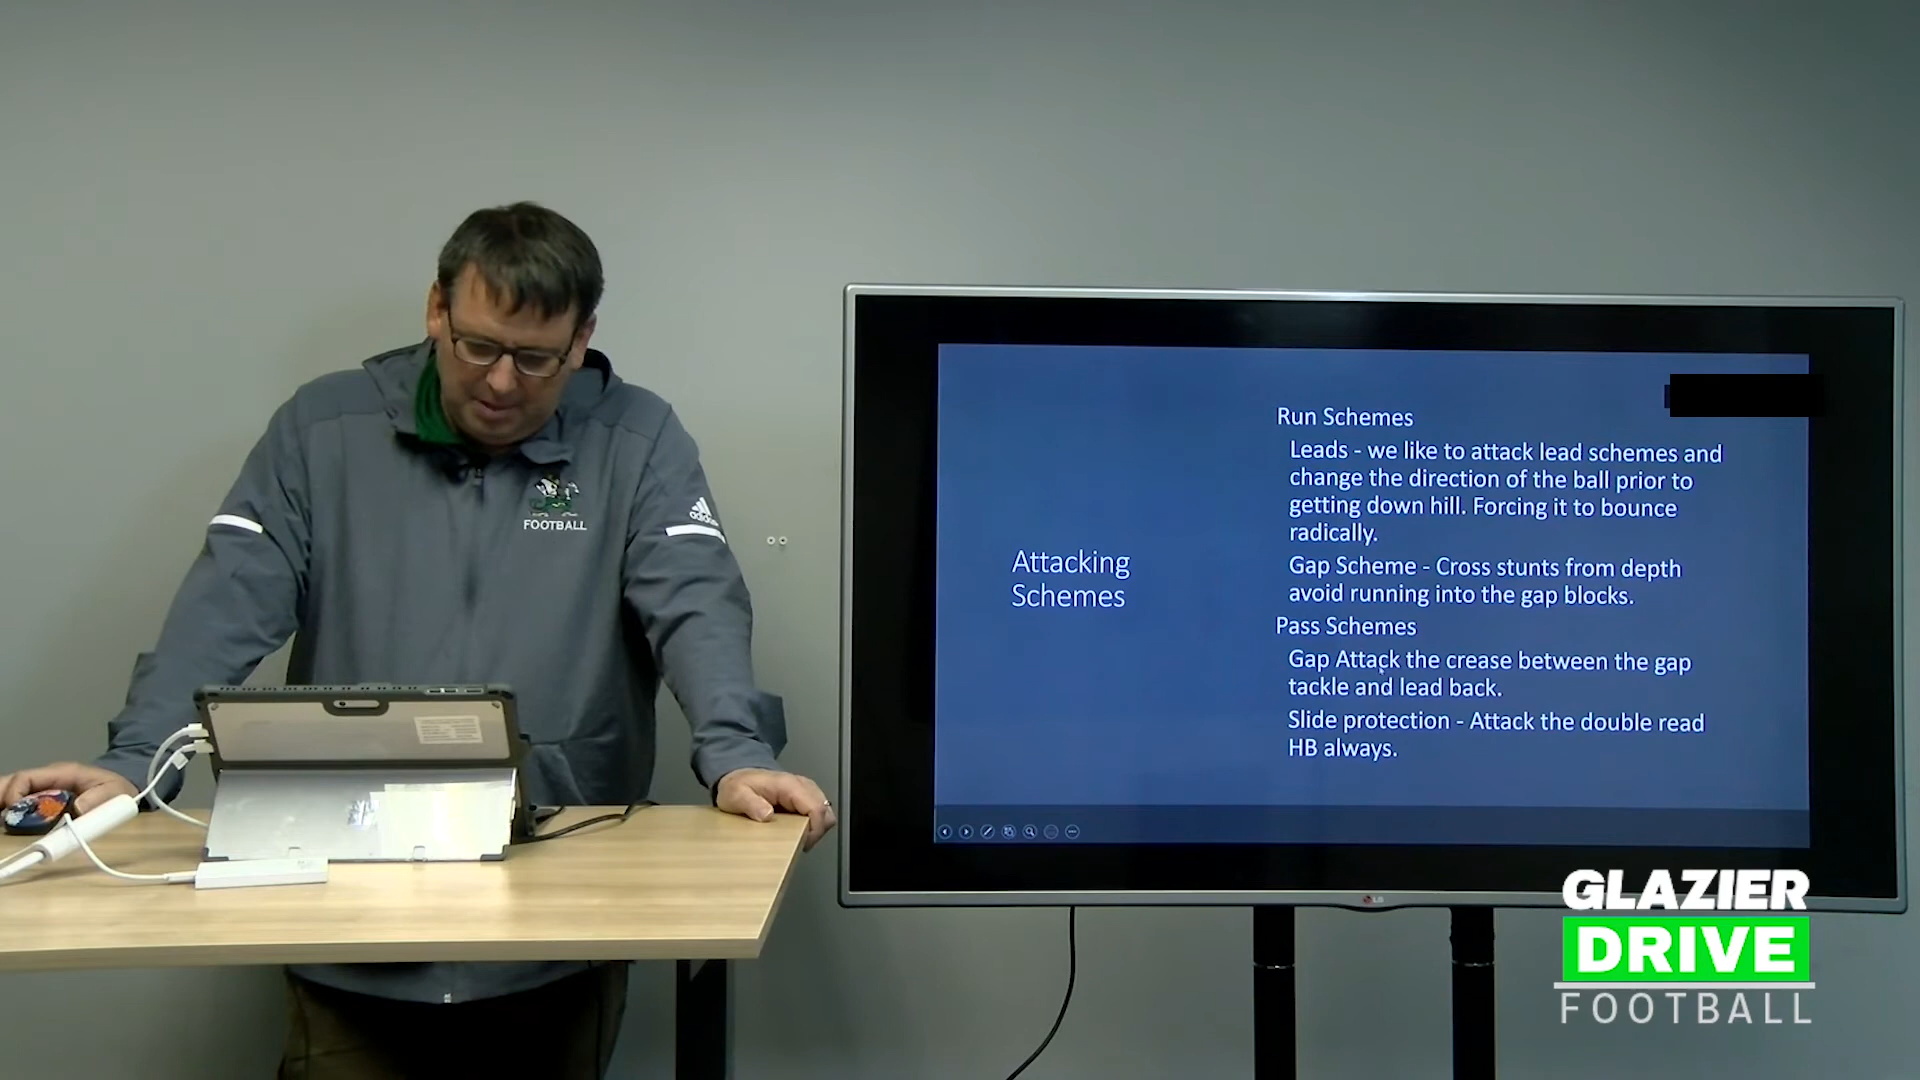 Run Schemes
Leads - we like to attack lead schemes and
change the direction of the ball prior to
getting down hill. Forcing it to bounce
radically.
Gap Scheme - Cross stunts from depth
avoid running into the gap blocks.
Pass Schemes
Gap Attack the crease between the gap
tackle and lead back.
Slide protection - Attack the double read
HB always.
Attacking
Schemes
FOOTBALL
adidas
LG
GLAZIER
DRIVE
FOOTBALL